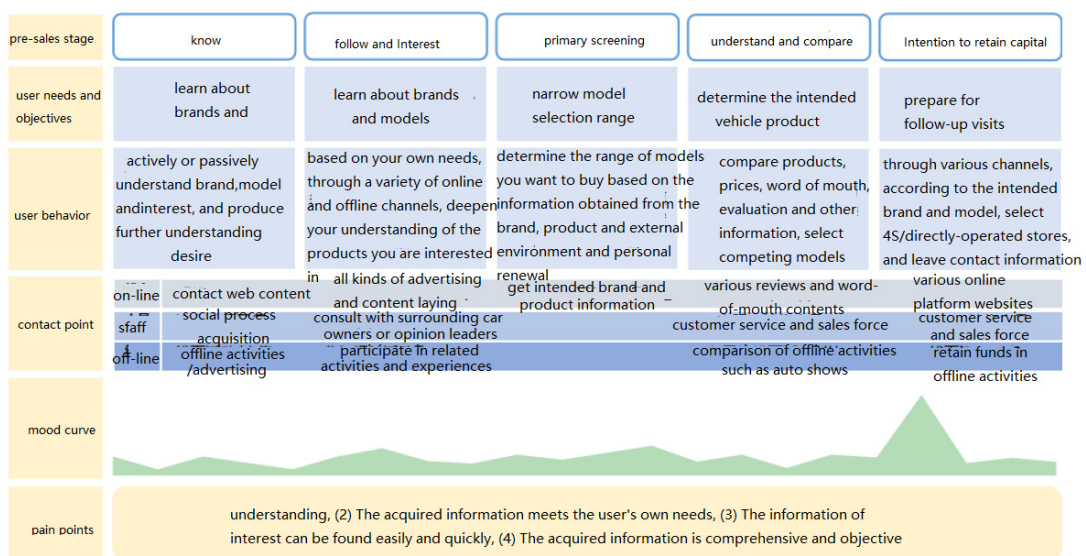 pre-sales stage
know
follow and Interest
primary screening
understand and compare
Intention to retain capital
user needs and
objectives
learn about
brands and
learn about brands
and models
narrow model
selection range
determine the intended
vehicle product
prepare for
follow-up visits
user behavior
actively or passively
understand brand,model
andinterest, and produce
further understanding
desire
based on your own needs,
through a variety of online
and offline channels, deepen
your understanding of the
products you are interested
in
determine the range of models
you want to buy based on the
information obtained from the
brand, product and external
environment and personal
renewal
compare products,
prices, word of mouth,
evaluation and other
information, select
competing models
through various channels,
according to the intended
brand and model, select
4S/directly-operated stores,
and leave contact information
contact point
on-line
contact web content
all kinds of advertising
and content laying
get intended brand and
product information
various reviews and word-
of-mouth contents
various online
platform websites
sfaff
social process
acquisition
consult with surrounding car
owners or opinion leaders
customer service and sales force
customer service
and sales force
off-line
offline activities
/advertising
participate in related
activities and experiences
comparison of offline activities
such as auto shows
retain funds in
offline activities
mood curve
pain points
understanding, (2) The acquired information meets the user's own needs, (3) The information of
interest can be found easily and quickly, (4) The acquired information is comprehensive and objective